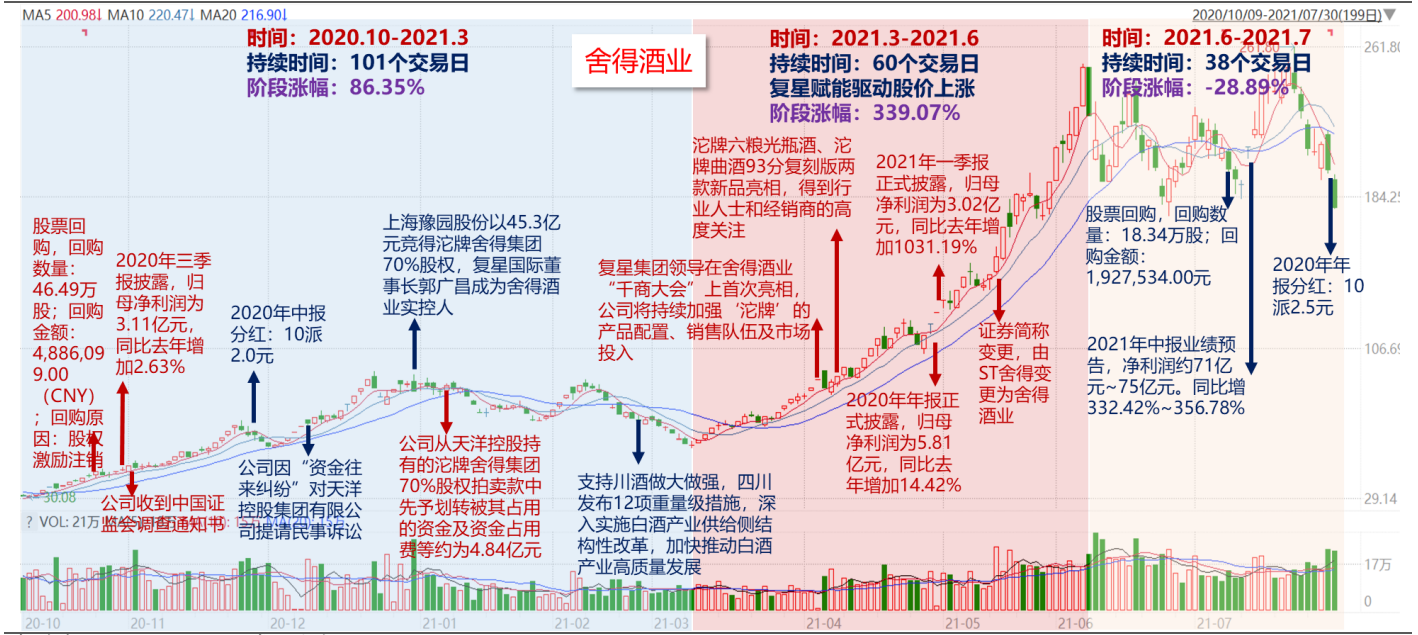 MA5 200.98↓ MA10 220.47↓ MA20 216.90↓
2020/10/09-2021/07/30(199日)▼
时间：2020.10-2021.3
持续时间：101个交易日
阶段涨幅：86.35%
舍得酒业
时间：2021.3-2021.6
持续时间：60个交易日
复星赋能驱动股价上涨
阶段涨幅：339.07%
时间：2021.6-2021.7
持续时间：38个交易日
阶段涨幅：-28.89%
261.80
261.80
184.25
106.69
29.14
股票回
购，回购
数量：
46.49万
股；回购
金额：
4,886,09
9.00
（CNY）
；回购原
因：股权
激励注销
30.08
2020年三季
报披露，归
母净利润为
3.11亿元，
同比去年增
加2.63%
公司收到中国证
监会调查通知书
2020年中报
分红：10派
2.0元
公司因“资金往
来纠纷”对天洋
控股集团有限公
司提请民事诉讼
上海豫园股份以45.3亿
元竞得沱牌舍得集团
70%股权，复星国际董
事长郭广昌成为舍得酒
业实控人
公司从天洋控股持
有的沱牌舍得集团
70%股权拍卖款中
先予划转被其占用
的资金及资金占用
费等约为4.84亿元
复星集团领导在舍得酒业
“千商大会”上首次亮相，
公司将持续加强‘沱牌’的
产品配置、销售队伍及市场
投入
支持川酒做大做强，四川
发布12项重量级措施，深
入实施白酒产业供给侧结
构性改革，加快推动白酒
产业高质量发展
沱牌六粮光瓶酒、沱
牌曲酒93分复刻版两
款新品亮相，得到行
业人士和经销商的高
度关注
2021年一季报
正式披露，归母
净利润为3.02亿
元，同比去年增
加1031.19%
2020年年报正
式披露，归母
净利润为5.81
亿元，同比去
年增加14.42%
证券简称
变更，由
ST舍得变
更为舍得
酒业
股票回购，回购数
量：18.34万股；回
购金额：
1,927,534.00元
2021年中报业绩预
告，净利润约71亿
元~75亿元。同比增
332.42%~356.78%
2020年年
报分红：10
派2.5元
? VOL: 21万
17万
0
20-10
20-11
20-12
21-01
21-02
21-03
21-04
21-05
21-06
21-07